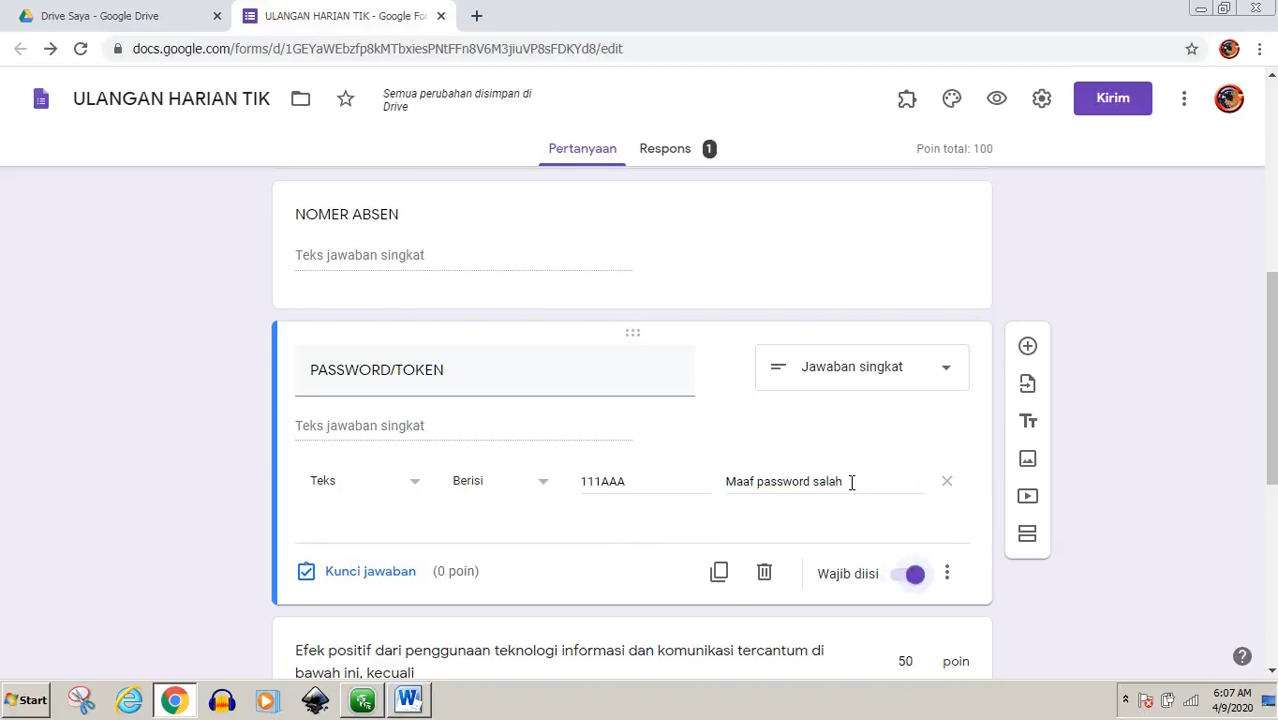 Drive Saya - Google Drive
ULANGAN HARIAN TIK - Google For
docs.google.com/forms/d/1GEYaWEbzfp8kMTbxiesPNtFFn8V6M3jiuVP8sFDKYd8/edit
ULANGAN HARIAN TIK
Semua perubahan disimpan di
Drive
Kirim
Pertanyaan
Respons 1
Poin total: 100
NOMER ABSEN
Teks jawaban singkat
PASSWORD/TOKEN
Jawaban singkat
Teks jawaban singkat
Teks
Berisi
111AAA
Maaf password salah
Kunci jawaban
(0 poin)
Wajib diisi
Efek positif dari penggunaan teknologi informasi dan komunikasi tercantum di
bawah ini, kecuali
50 poin
Start
6:07 AM
4/9/2020